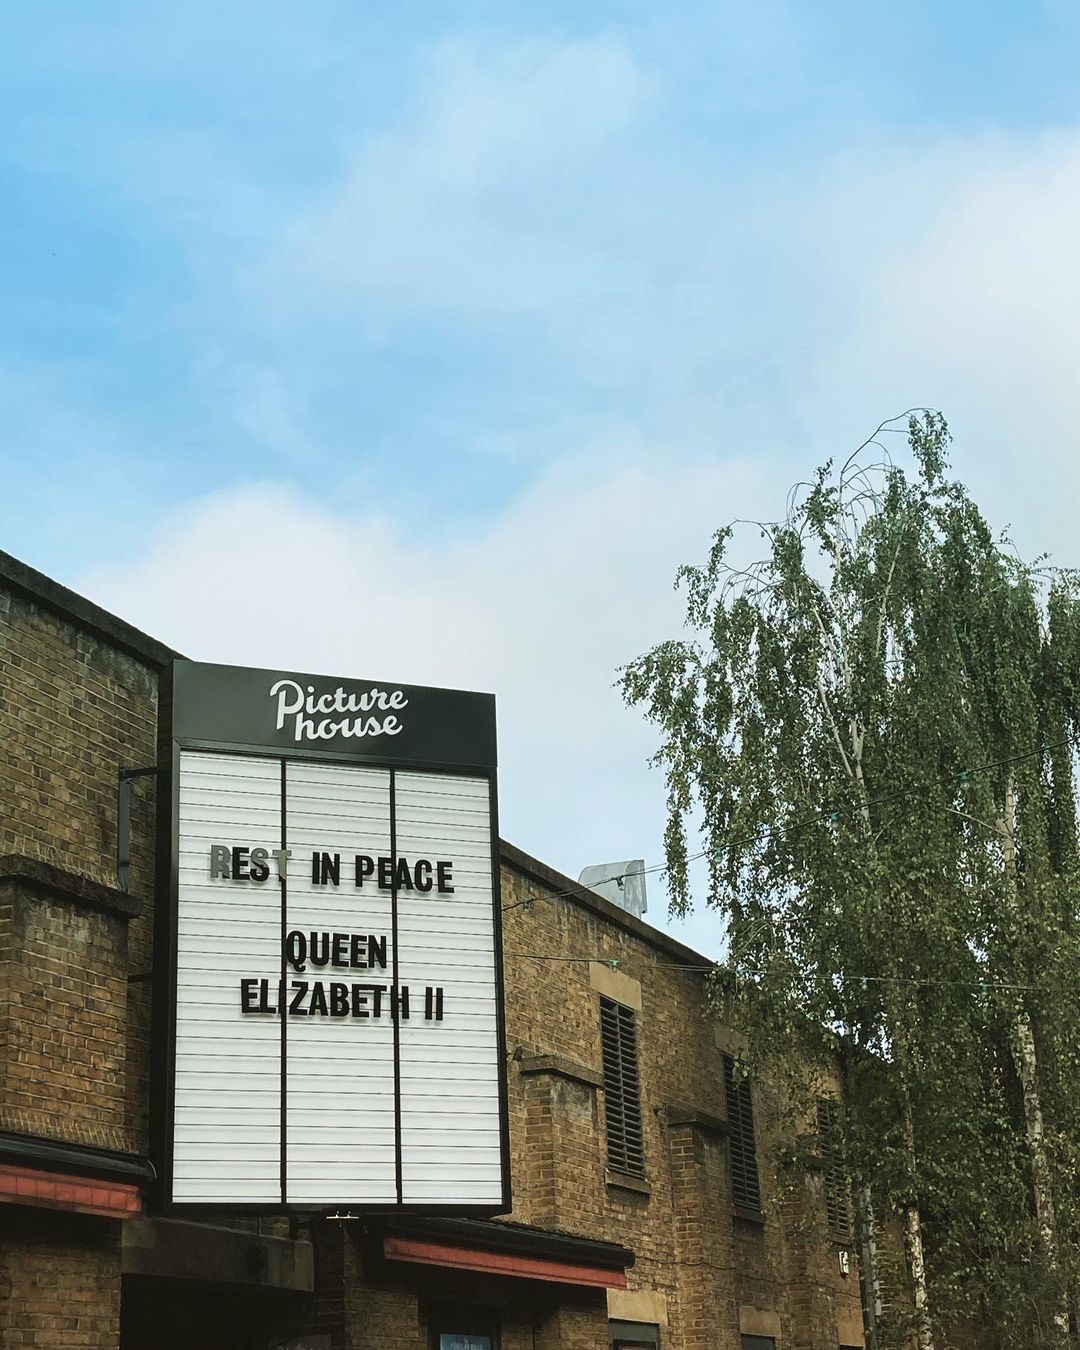 Picture
house
REST IN PEACE
QUEEN
ELIZABETH II